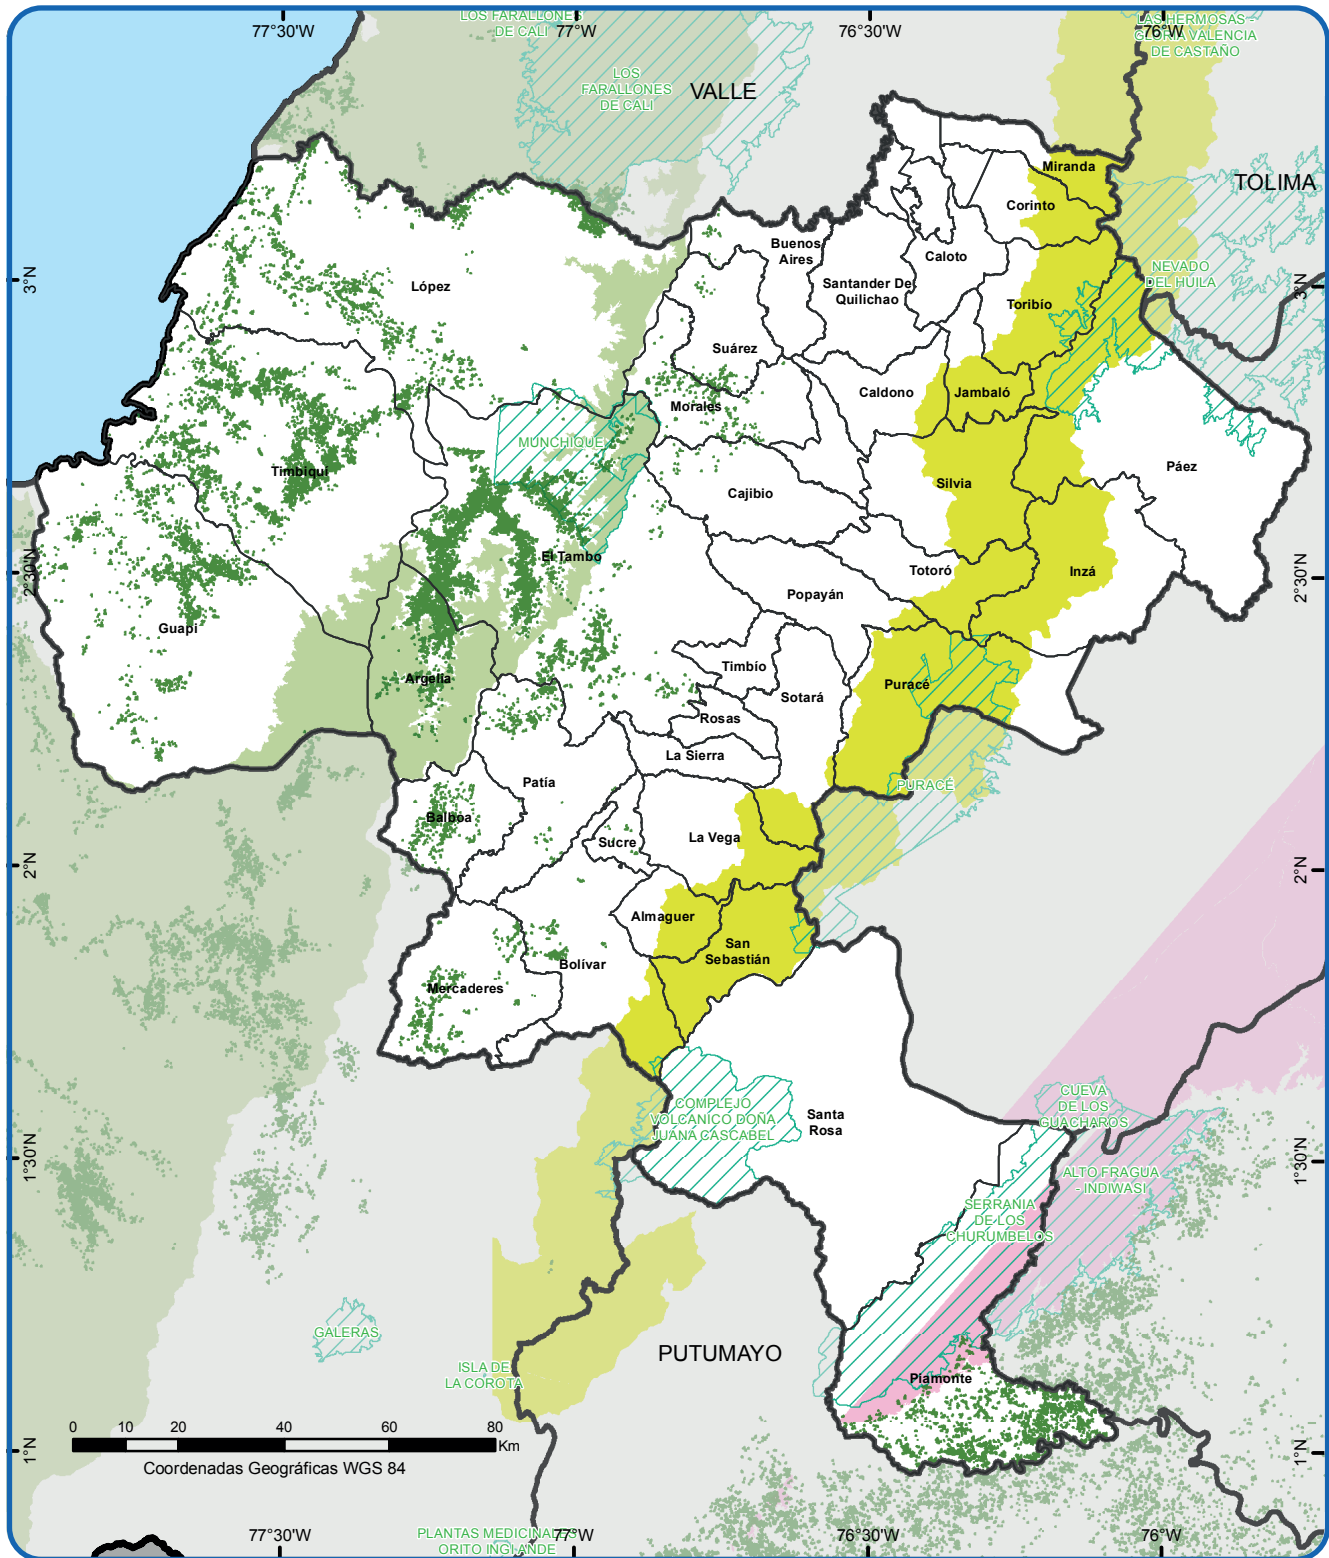 LOS FARALLONES
DE CALI
77°30'W
77°W
76°30'W
76°W
LAS HERMOSAS -
GLORIA VALENCIA
DE CASTAÑO
LOS
FARALLONES
DE CALI
VALLE
TOLIMA
Miranda
Corinto
Buenos
Aires
Caloto
NEVADO
DEL HUILA
3°N
3°N
López
Santander De
Quilichao
Toribío
Suárez
Caldono
Jambaló
Morales
MUNCHIQUE
Timbiquí
Páez
Silvia
Cajibio
El Tambo
2°30'N
2°30'N
Totoró
Inzá
Popayán
Guapi
Timbío
Argelia
Puracé
Sotará
Rosas
La Sierra
Patía
PURACÉ
Balboa
La Vega
Sucre
2°N
2°N
Almaguer
San
Sebastián
Bolívar
Mercaderes
CUEVA
DE LOS
GUACHAROS
COMPLEJO
VOLCANICO DOÑA
JUANA CASCABEL
Santa
Rosa
1°30'N
1°30'N
ALTO FRAGUA
- INDIWASI
SERRANIA
DE LOS
CHURUMBELOS
GALERAS
PUTUMAYO
ISLA DE
LA COROTA
Piamonte
0 10 20 40 60 80
Km
Coordenadas Geográficas WGS 84
1°N
1°N
PLANTAS MEDICINALES
ORITO INGI-ANDE
77°30'W
77°W
76°30'W
76°W